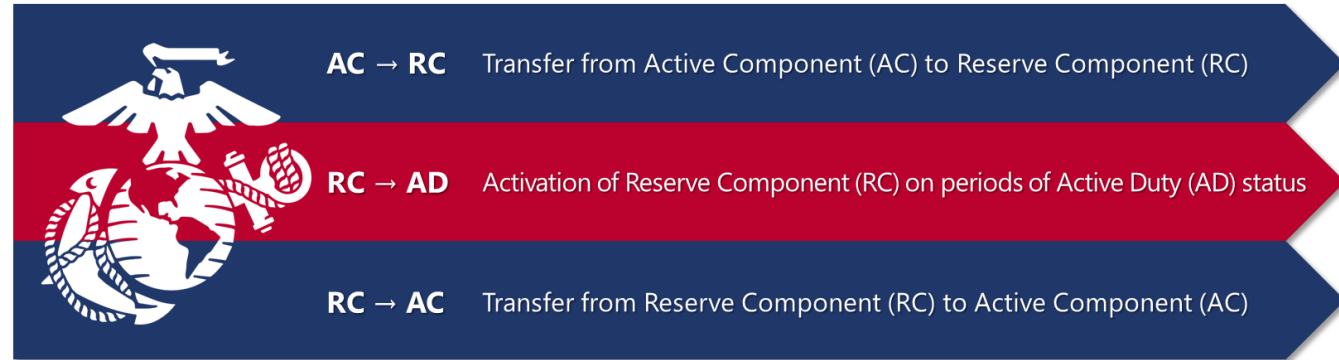 AC → RC Transfer from Active Component (AC) to Reserve Component (RC)
RC → AD Activation of Reserve Component (RC) on periods of Active Duty (AD) status
RC → AC Transfer from Reserve Component (RC) to Active Component (AC)